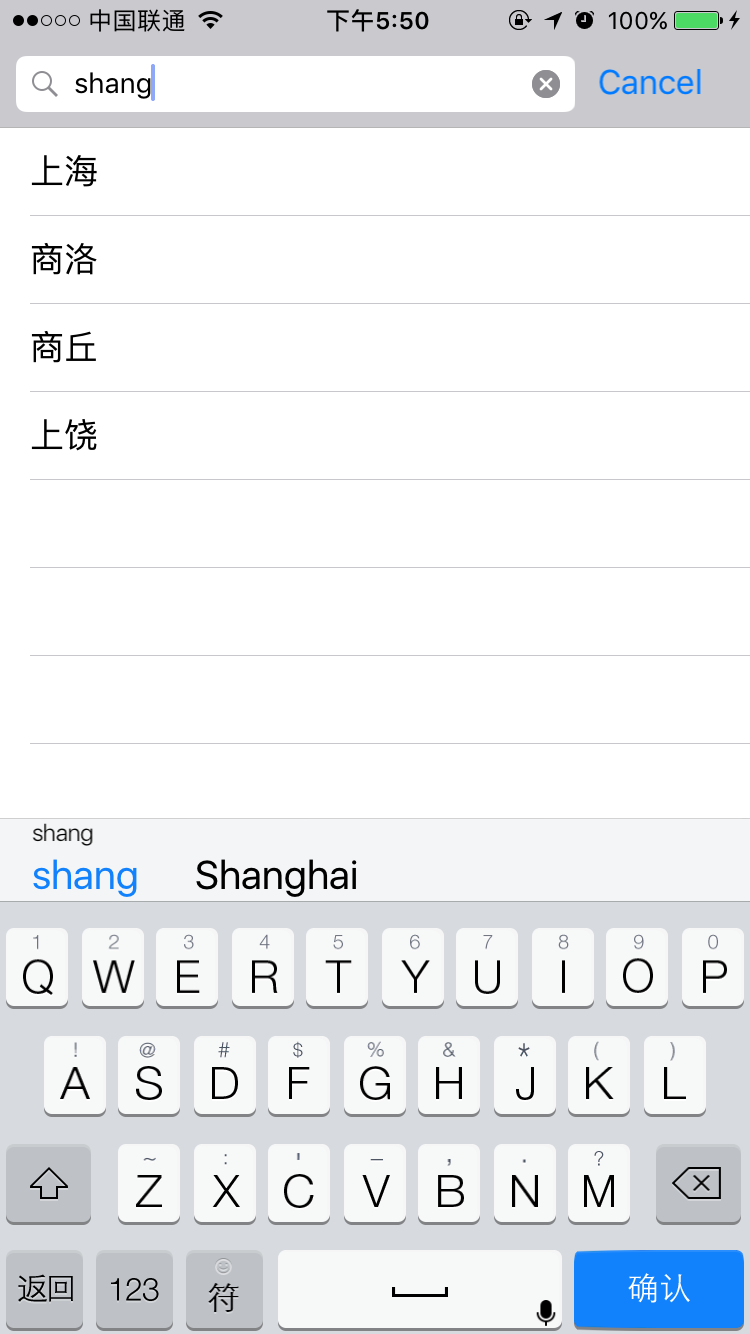 中国联通 下午5:50 100%
shang Cancel
上海
商洛
商丘
上饶
shang
shang Shanghai
1 2 3 4 5 6 7 8 9 0
Q W E R T Y U I O P
! @ # $ % & * ( )
A S D F G H J K L
~ : ' – , . ?
Z X C V B N M
返回 123 符 确认